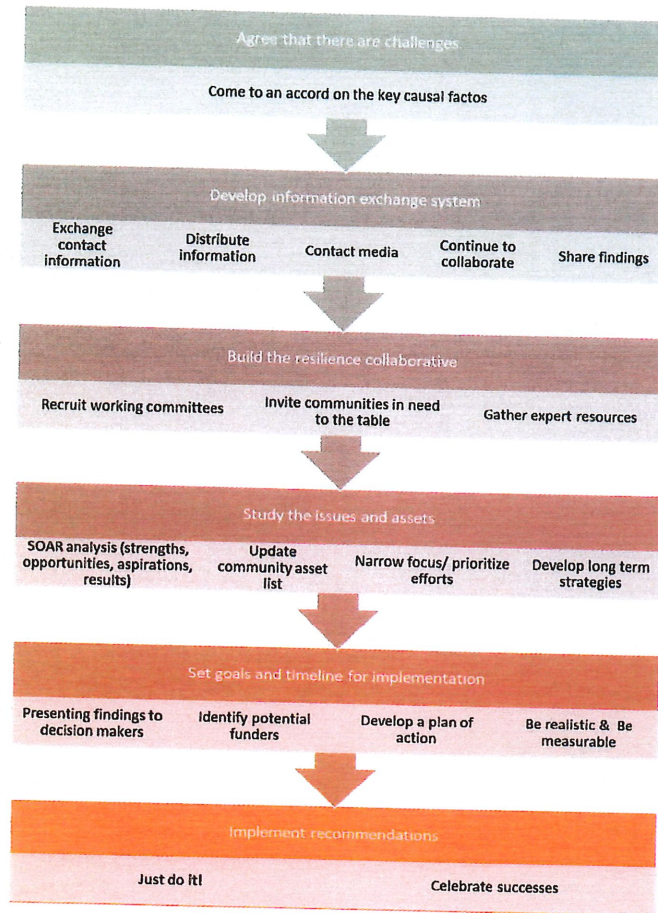 Agree that there are challenges
Come to an accord on the key causal factos
Develop information exchange system
Exchange
contact
information
Distribute
information
Contact media
Continue to
collaborate
Share findings
Build the resilience collaborative
Recruit working committees
Invite communities in need
to the table
Gather expert resources
Study the issues and assets
SOAR analysis (strengths,
opportunities, aspirations,
results)
Update
community asset
list
Narrow focus/ prioritize
efforts
Develop long term
strategies
Set goals and timeline for implementation
Presenting findings to
decision makers
Identify potential
funders
Develop a plan of
action
Be realistic & Be
measurable
Implement recommendations
Just do it!
Celebrate successes